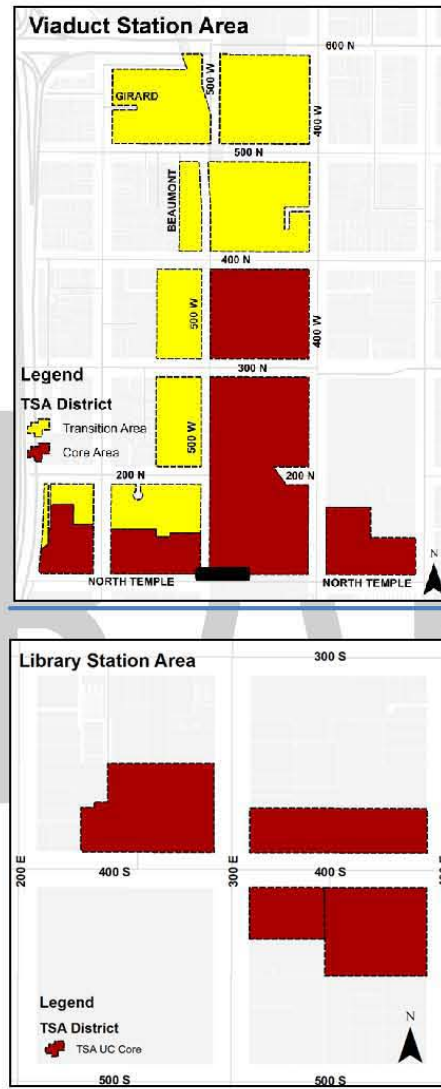 Viaduct Station Area
600 N
GIRARD
500 W
400 W
500 N
BEAUMONT
400 N
500 W
400 W
300 N
Legend
TSA District
Transition Area
Core Area
500 W
200 N
200 N
N
NORTH TEMPLE
NORTH TEMPLE
Library Station Area
300 S
200 E
400 S
300 E
400 S
Legend
TSA District
TSA UC Core
N
500 S
500 S